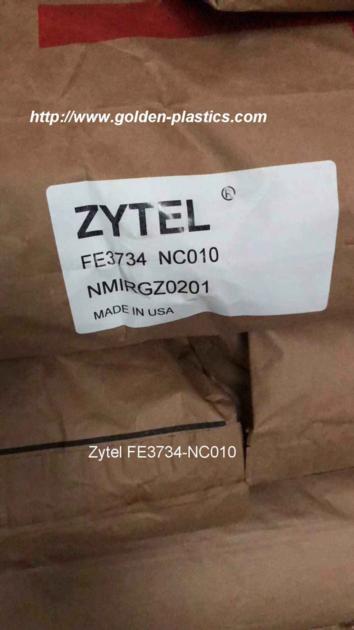 http://www.golden-plastics.com
ZYTEL ®
FE3734 NC010
NMIRGZ0201
MADE IN USA
Zytel FE3734-NC010